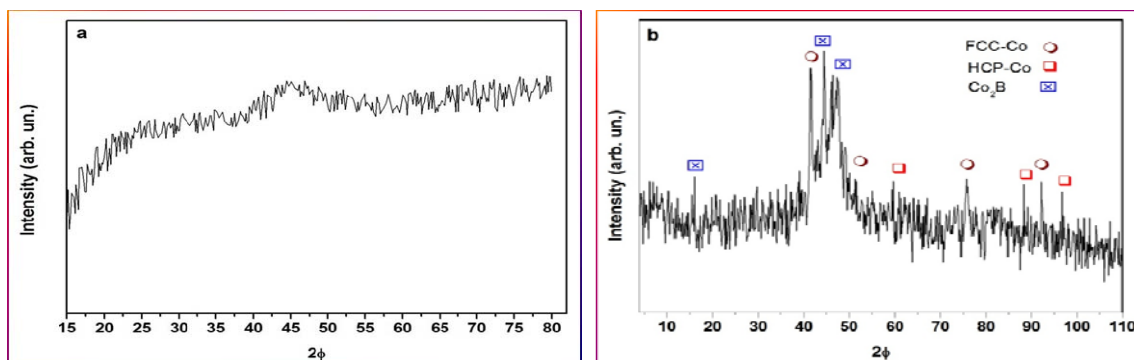 a
Intensity (arb. un.)
15 20 25 30 35 40 45 50 55 60 65 70 75 80
2ϕ
b
FCC-Co
HCP-Co
Co₂B
Intensity (arb. un.)
10 20 30 40 50 60 70 80 90 100 110
2ϕ